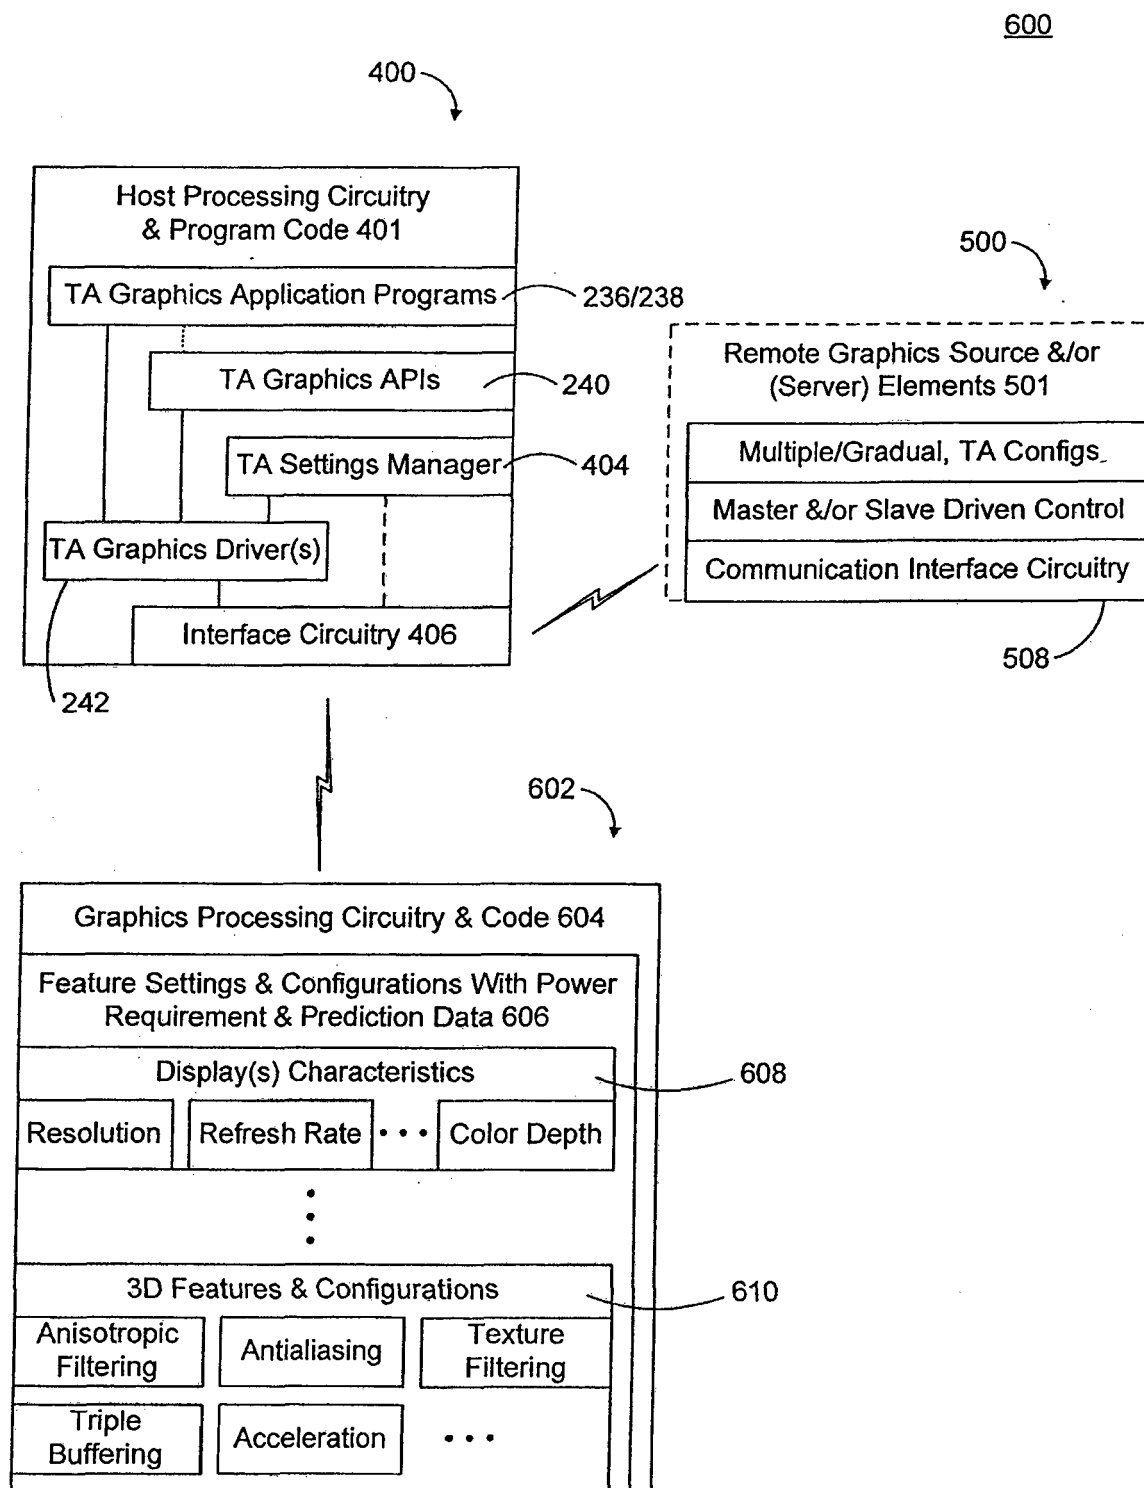 600
400
Host Processing Circuitry
& Program Code 401
TA Graphics Application Programs
236/238
TA Graphics APIs
240
TA Settings Manager
404
TA Graphics Driver(s)
Interface Circuitry 406
242
500
Remote Graphics Source &/or
(Server) Elements 501
Multiple/Gradual, TA Configs.
Master &/or Slave Driven Control
Communication Interface Circuitry
508
602
Graphics Processing Circuitry & Code 604
Feature Settings & Configurations With Power
Requirement & Prediction Data 606
Display(s) Characteristics
608
Resolution
Refresh Rate
• • •
Color Depth
3D Features & Configurations
610
Anisotropic
Filtering
Antialiasing
Texture
Filtering
Triple
Buffering
Acceleration
• • •